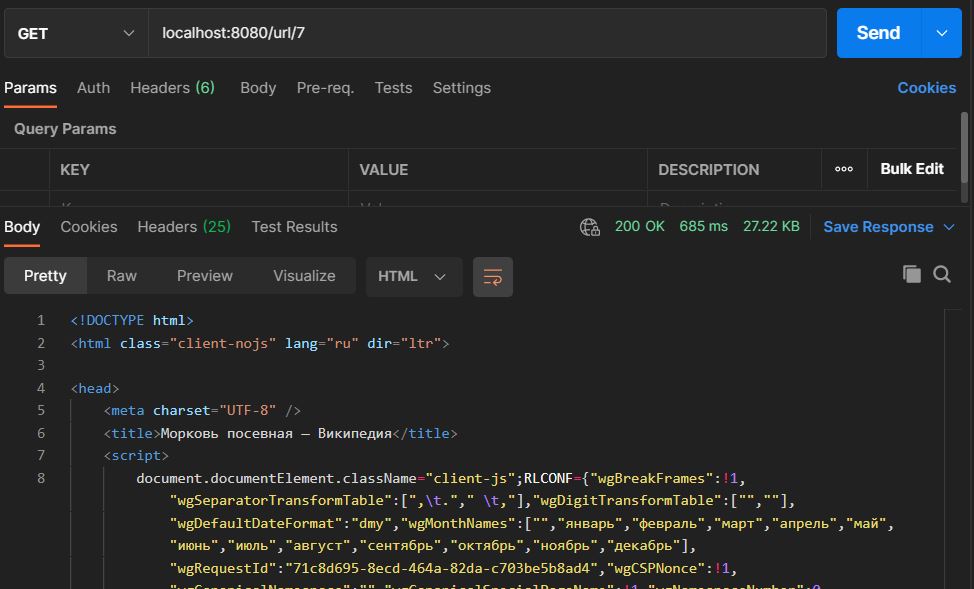 GET localhost:8080/url/7 Send
Params Auth Headers (6) Body Pre-req. Tests Settings Cookies
Query Params
KEY VALUE DESCRIPTION ooo Bulk Edit
Body Cookies Headers (25) Test Results 200 OK 685 ms 27.22 KB Save Response
Pretty Raw Preview Visualize HTML
1 <!DOCTYPE html>
2 <html class="client-nojs" lang="ru" dir="ltr">
3
4 <head>
5 <meta charset="UTF-8" />
6 <title>Морковь посевная — Википедия</title>
7 <script>
8 document.documentElement.className="client-js";RLCONF={"wgBreakFrames":!1,
"wgSeparatorTransformTable":[",\t."," \t,"],"wgDigitTransformTable":["",""],
"wgDefaultDateFormat":"dmy","wgMonthNames":["","январь","февраль","март","апрель","май",
"июнь","июль","август","сентябрь","октябрь","ноябрь","декабрь"],
"wgRequestId":"71c8d695-8ecd-464a-82da-c703be5b8ad4","wgCSPNonce":!1,